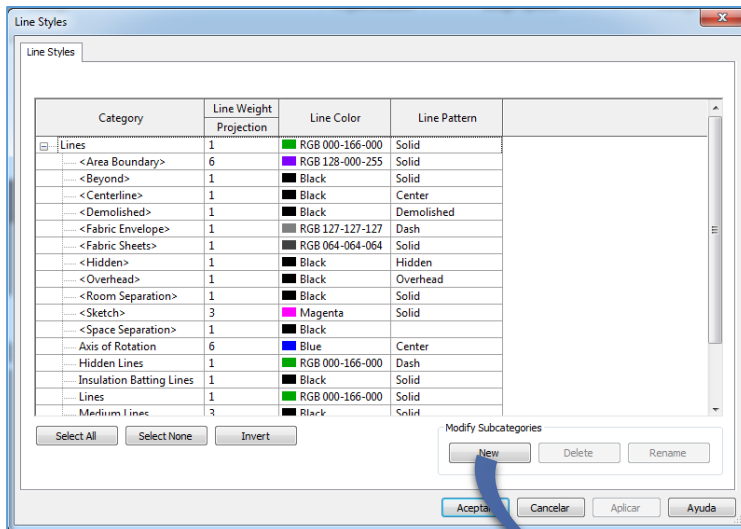 Line Styles
Line Styles
Category Line Weight Line Color Line Pattern
Projection
Lines 1 RGB 000-166-000 Solid
<Area Boundary> 6 RGB 128-000-255 Solid
<Beyond> 1 Black Solid
<Centerline> 1 Black Center
<Demolished> 1 Black Demolished
<Fabric Envelope> 1 RGB 127-127-127 Dash
<Fabric Sheets> 1 RGB 064-064-064 Solid
<Hidden> 1 Black Hidden
<Overhead> 1 Black Overhead
<Room Separation> 1 Black Solid
<Sketch> 3 Magenta Solid
<Space Separation> 1 Black
Axis of Rotation 6 Blue Center
Hidden Lines 1 RGB 000-166-000 Dash
Insulation Batting Lines 1 Black Solid
Lines 1 RGB 000-166-000 Solid
Medium Lines 3 Black Solid
Select All Select None Invert
Modify Subcategories
New Delete Rename
Cancelar Aplicar Ayuda